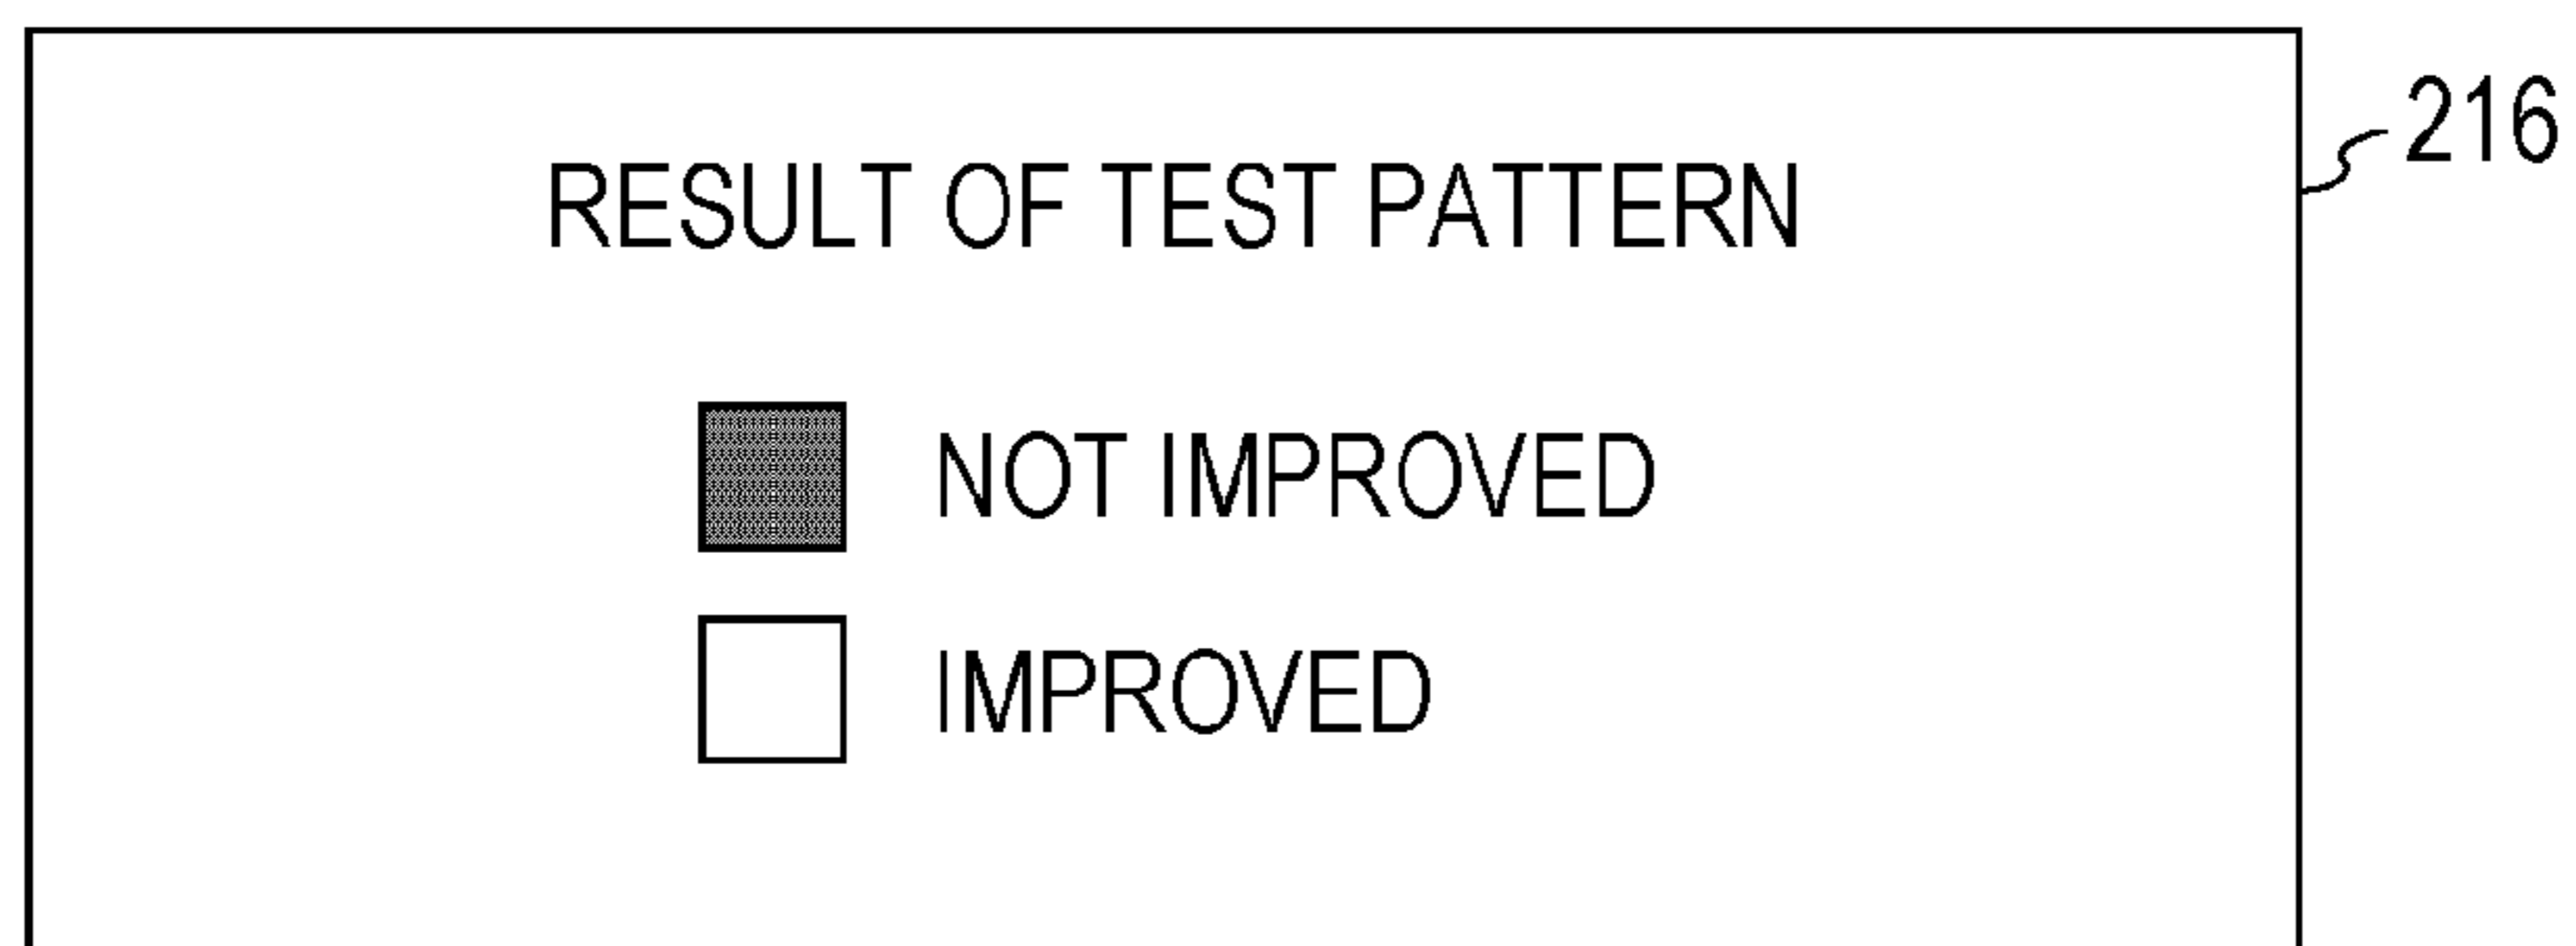 216
RESULT OF TEST PATTERN
NOT IMPROVED
IMPROVED